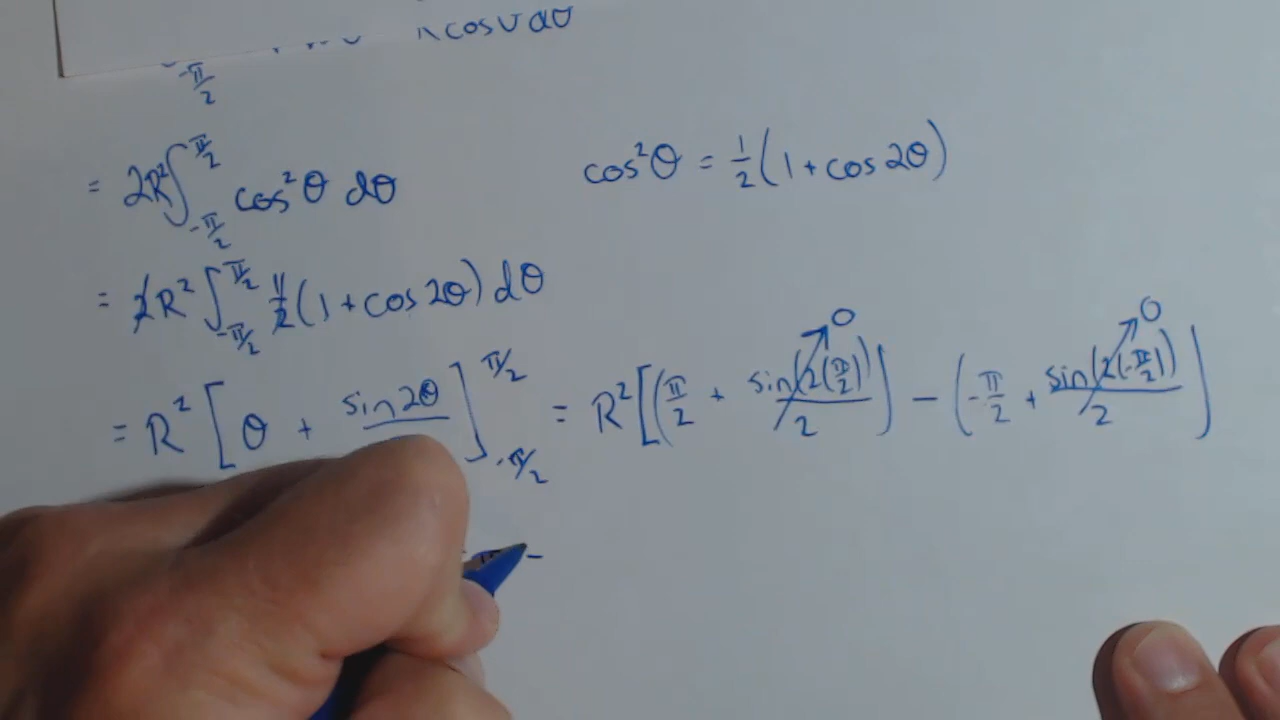 cosθ dθ
-π/2
= 2R² ∫_{-π/2}^{π/2} cos²θ dθ
cos²θ = 1/2 (1 + cos 2θ)
= 2R² ∫_{-π/2}^{π/2} 1/2 (1 + cos 2θ) dθ
= R² [θ + sin 2θ]_{-π/2}^{π/2} = R² [(π/2 + sin(2(π/2))/2 ↗ 0) - (-π/2 + sin(2(-π/2))/2 ↗ 0)